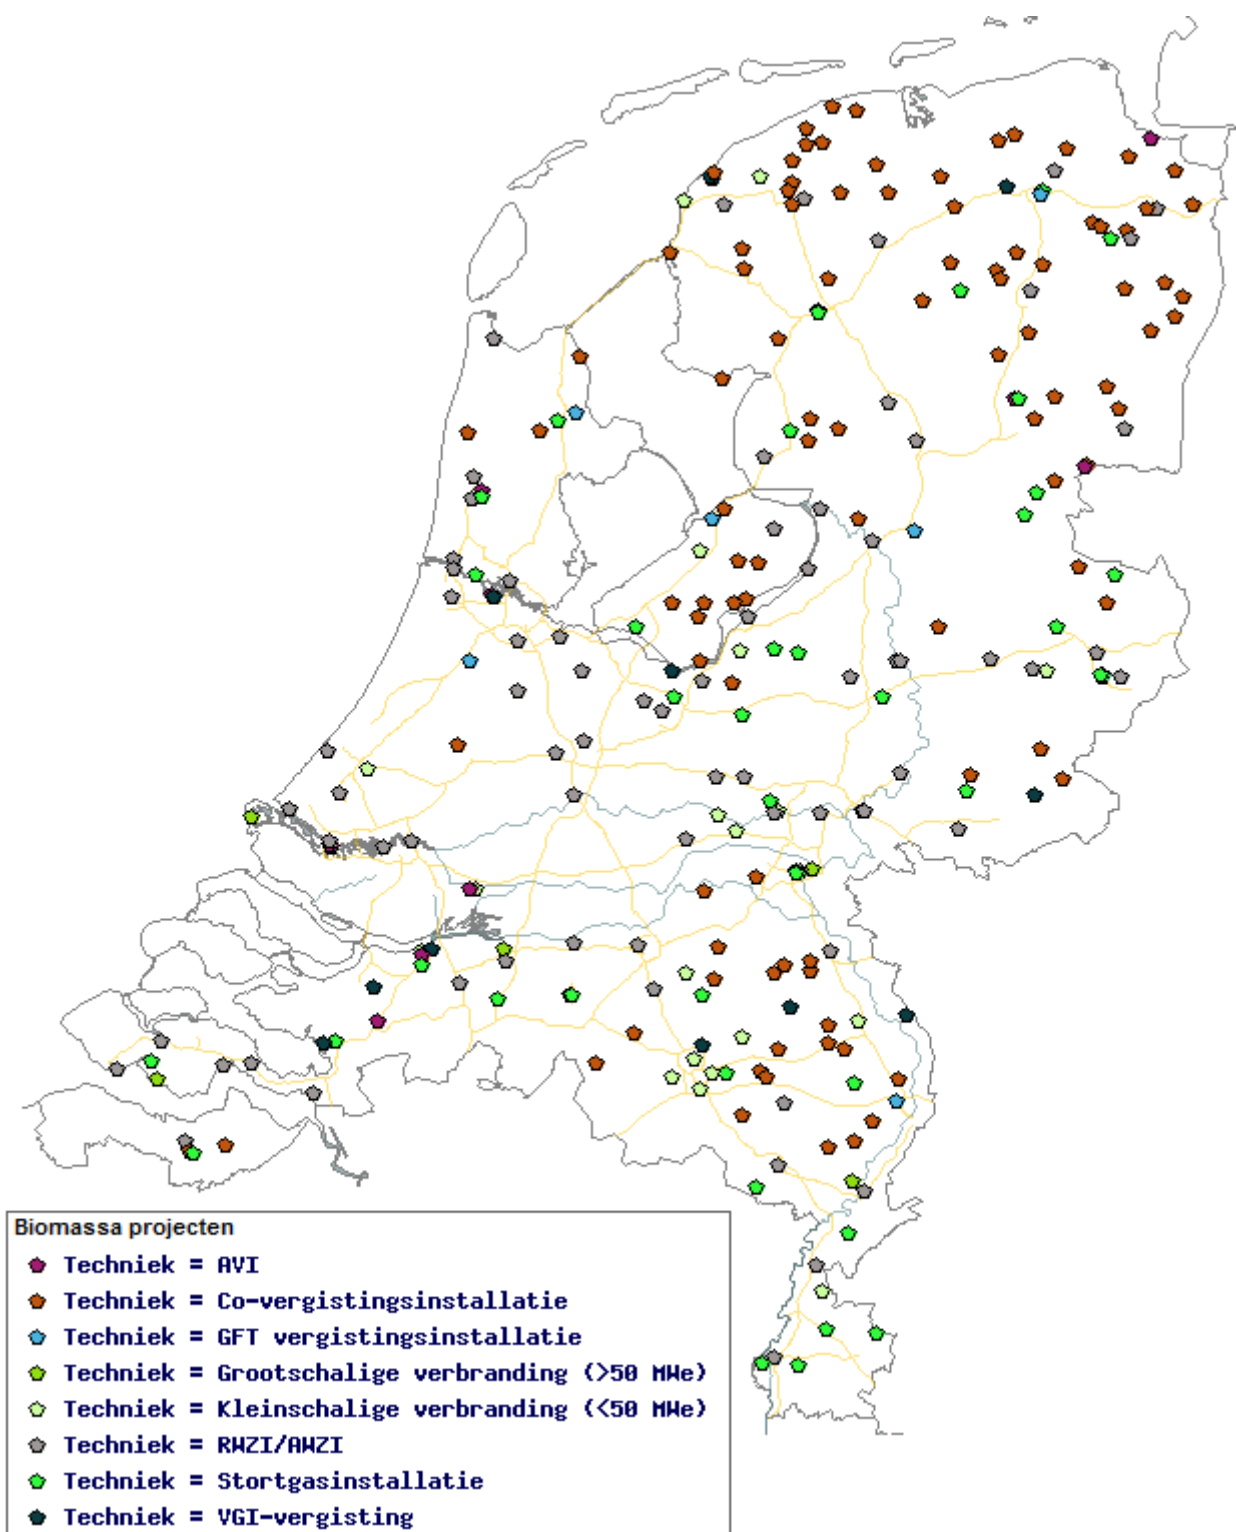 Biomassa projecten
Techniek = AVI
Techniek = Co-vergistingsinstallatie
Techniek = GFT vergistingsinstallatie
Techniek = Grootschalige verbranding (>50 MWe)
Techniek = Kleinschalige verbranding (<50 MWe)
Techniek = RWZI/AWZI
Techniek = Stortgasinstallatie
Techniek = VGI-vergisting